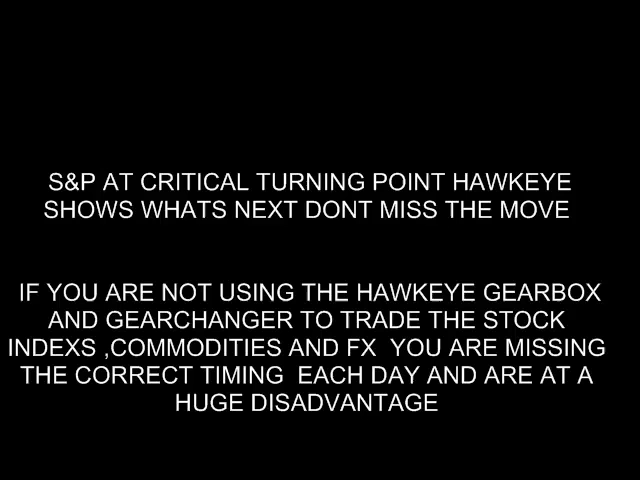 S&P AT CRITICAL TURNING POINT HAWKEYE
SHOWS WHATS NEXT DONT MISS THE MOVE
IF YOU ARE NOT USING THE HAWKEYE GEARBOX
AND GEARCHANGER TO TRADE THE STOCK
INDEXS ,COMMODITIES AND FX  YOU ARE MISSING
THE CORRECT TIMING  EACH DAY AND ARE AT A
HUGE DISADVANTAGE